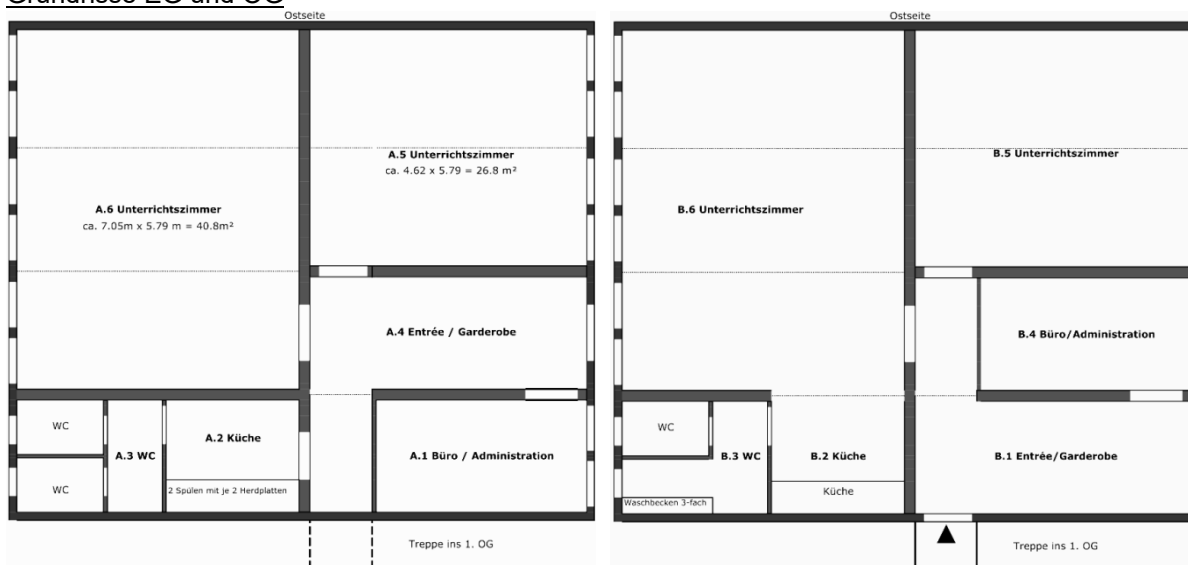 Grundrisse EG und OG
Ostseite
A.5 Unterrichtszimmer
ca. 4.62 x 5.79 = 26.8 m²
A.6 Unterrichtszimmer
ca. 7.05m x 5.79 m = 40.8m²
A.4 Entrée / Garderobe
WC
A.2 Küche
A.3 WC
A.1 Büro / Administration
WC
2 Spülen mit je 2 Herdplatten
Treppe ins 1. OG
Ostseite
B.5 Unterrichtszimmer
B.6 Unterrichtszimmer
B.4 Büro/Administration
WC
B.3 WC
B.2 Küche
B.1 Entrée/Garderobe
Küche
Waschbecken 3-fach
Treppe ins 1. OG